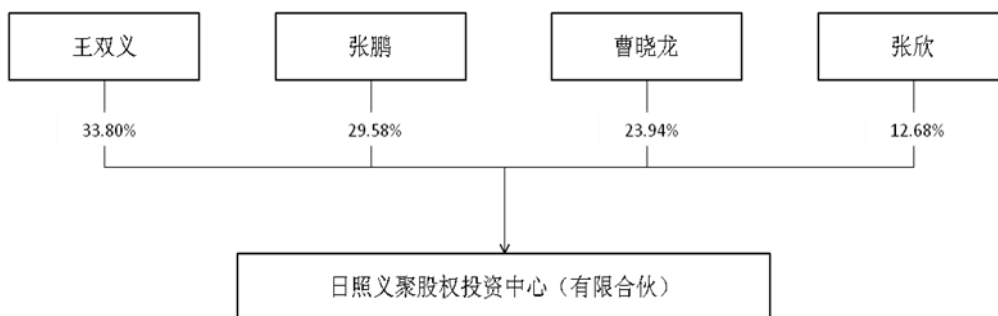 王双义
张鹏
曹晓龙
张欣
33.80%
29.58%
23.94%
12.68%
日照义聚股权投资中心（有限合伙）